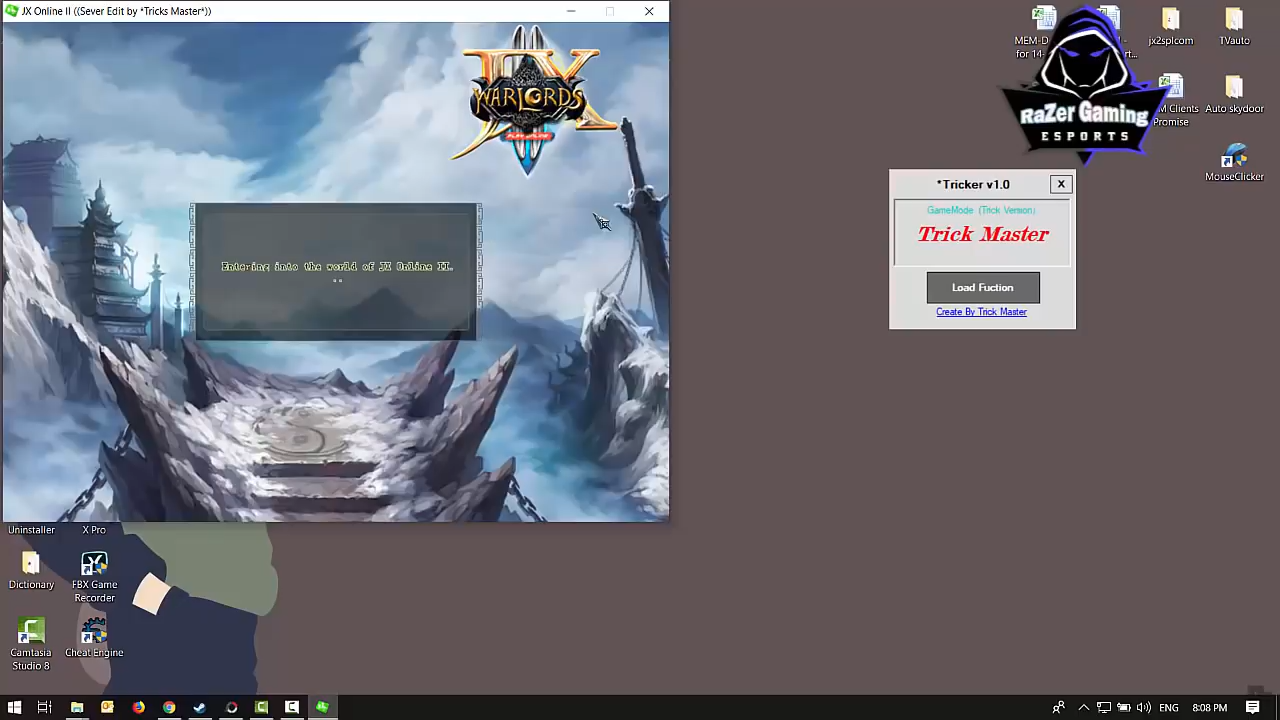 JX Online II ((Sever Edit by *Tricks Master*))
JX
WARLORDS
Entering into the world of JX Online II.
..
*Tricker v1.0
X
GameMode (Trick Version)
Trick Master
Load Fuction
Create By Trick Master
MEM-D
for 14-
jx2solcom
TVauto
Clients
Promise
Auto skydoor
MouseClicker
RaZer Gaming
ESPORTS
Uninstaller
X Pro
Dictionary
FBX Game
Recorder
Camtasia
Studio 8
Cheat Engine
ENG
8:08 PM